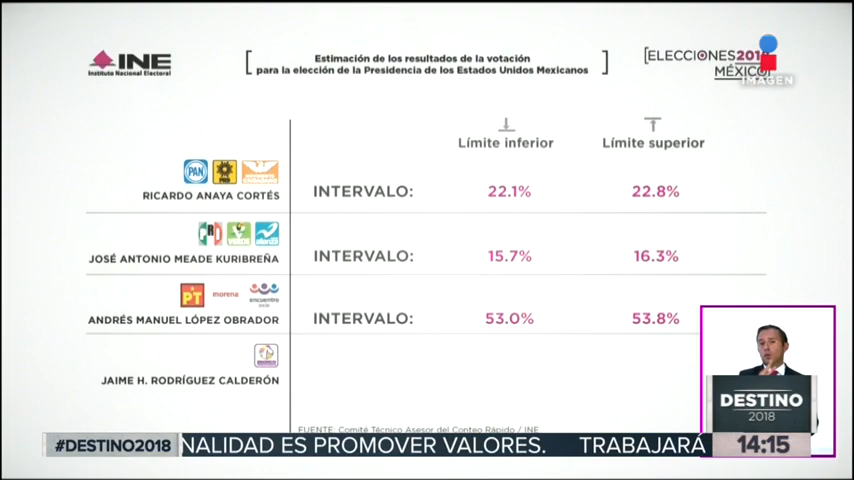 INE
Instituto Nacional Electoral
Estimación de los resultados de la votación
para la elección de la Presidencia de los Estados Unidos Mexicanos
MÉXICO
IMAGEN
Límite inferior
Límite superior
PAN
RICARDO ANAYA CORTÉS
INTERVALO:
22.1%
22.8%
PRI
JOSÉ ANTONIO MEADE KURIBREÑA
INTERVALO:
15.7%
16.3%
PT
morena
encuentro
ANDRÉS MANUEL LÓPEZ OBRADOR
INTERVALO:
53.0%
53.8%
JAIME H. RODRÍGUEZ CALDERÓN
FUENTE: Comité Técnico Asesor del Conteo Rápido / INE
DESTINO
2018
#DESTINO2018
NALIDAD ES PROMOVER VALORES. TRABAJARÁ
14:15